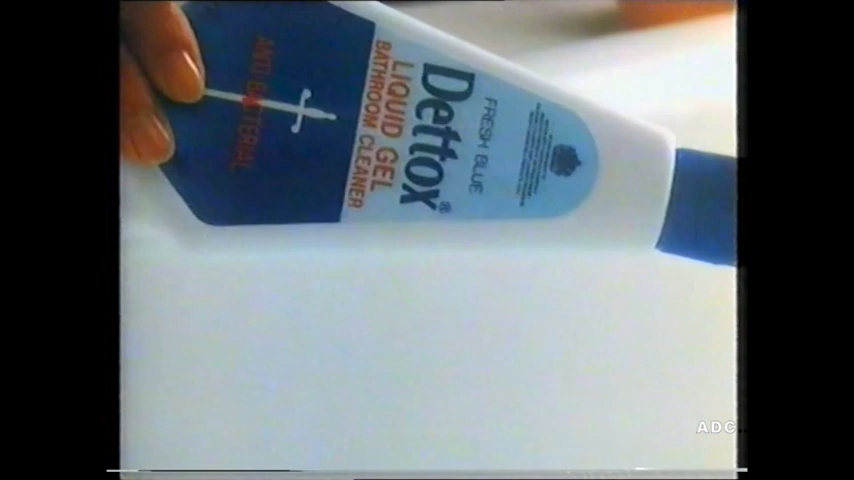 FRESH BLUE
Dettox®
LIQUID GEL
BATHROOM CLEANER
ANTI-BACTERIAL
ADC..